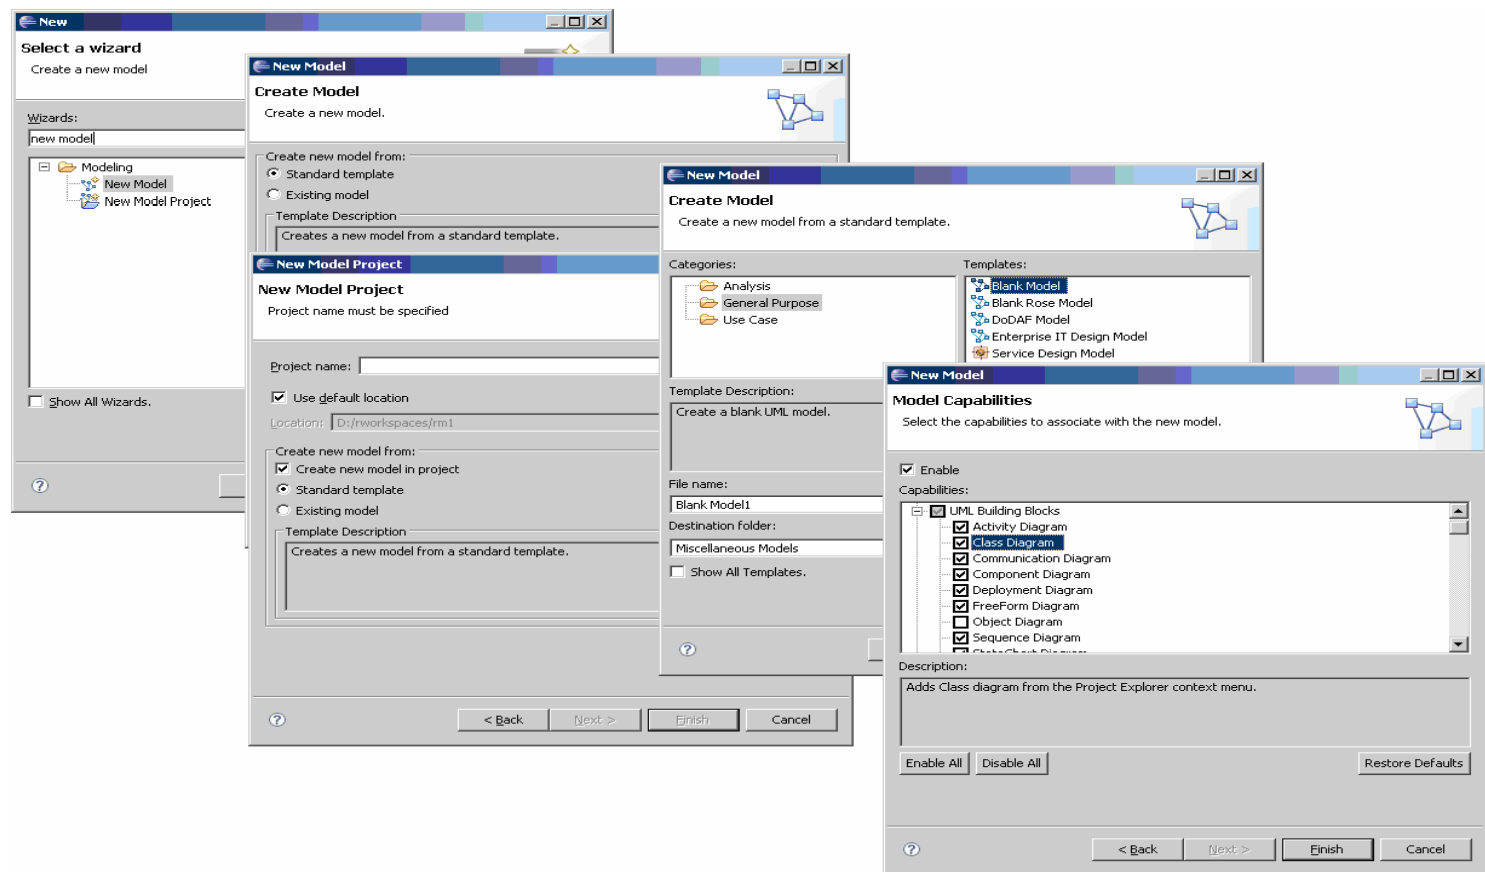 New
Select a wizard
Create a new model
Wizards:
new model
Modeling
New Model
New Model Project
Show All Wizards.
New Model
Create Model
Create a new model.
Create new model from:
Standard template
Existing model
Template Description
Creates a new model from a standard template.
New Model Project
New Model Project
Project name must be specified
Project name:
Use default location
Location: D:/rworkspaces/rm1
Create new model from:
Create new model in project
Standard template
Existing model
Template Description
Creates a new model from a standard template.
< Back Next > Finish Cancel
New Model
Create Model
Create a new model from a standard template.
Categories:
Analysis
General Purpose
Use Case
Templates:
Blank Model
Blank Rose Model
DoDAF Model
Enterprise IT Design Model
Service Design Model
Template Description:
Create a blank UML model.
File name:
Blank Model1
Destination folder:
Miscellaneous Models
Show All Templates.
New Model
Model Capabilities
Select the capabilities to associate with the new model.
Enable
Capabilities:
UML Building Blocks
Activity Diagram
Class Diagram
Communication Diagram
Component Diagram
Deployment Diagram
FreeForm Diagram
Object Diagram
Sequence Diagram
StateChart Diagram
Description:
Adds Class diagram from the Project Explorer context menu.
Enable All Disable All Restore Defaults
< Back Next > Finish Cancel